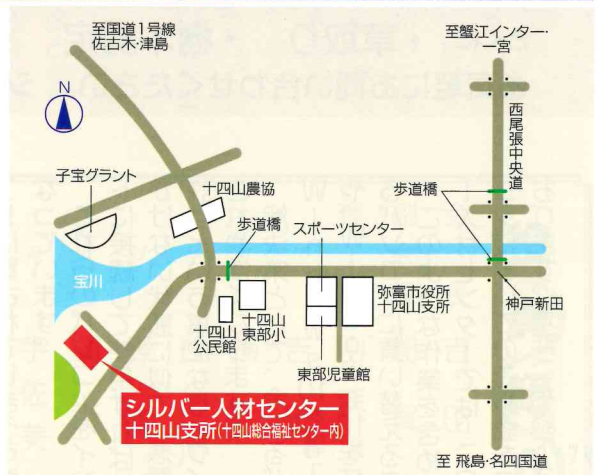 至国道1号線
佐古木・津島
至蟹江インター・
一宮
N
西尾張中央道
子宝グラント
十四山農協
歩道橋
歩道橋
スポーツセンター
宝川
弥富市役所
十四山支所
神戸新田
十四山
公民館
十四山
東部小
東部児童館
シルバー人材センター
十四山支所(十四山総合福祉センター内)
至 飛島・名四国道